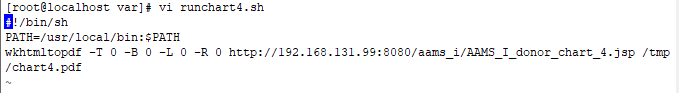 [root@localhost var]# vi runchart4.sh
#!/bin/sh
PATH=/usr/local/bin:$PATH
wkhtmltopdf -T 0 -B 0 -L 0 -R 0 http://192.168.131.99:8080/aams_i/AAMS_I_donor_chart_4.jsp /tmp
/chart4.pdf
~